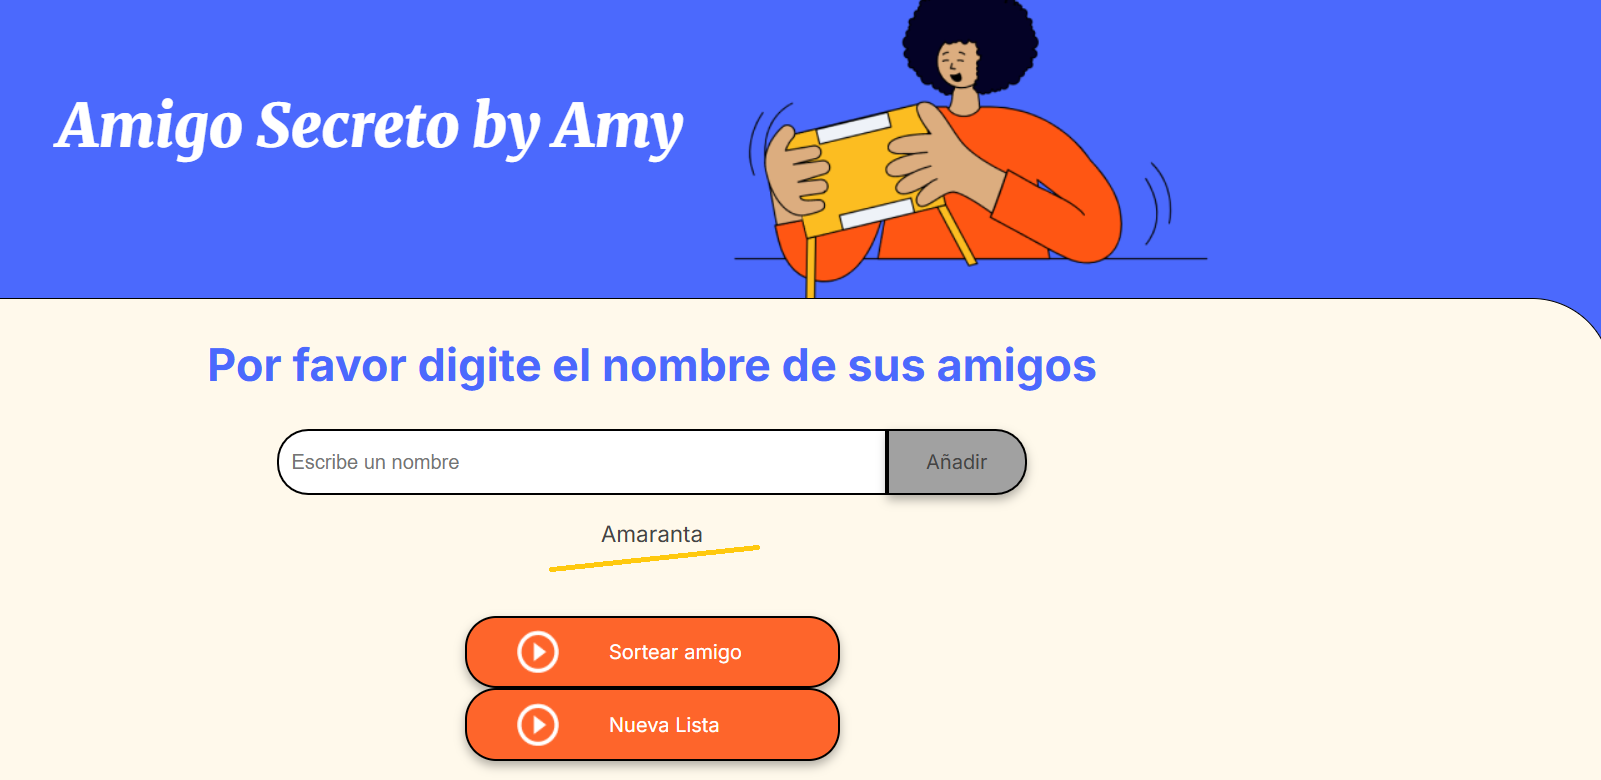 Amigo Secreto by Amy
Por favor digite el nombre de sus amigos
Escribe un nombre
Añadir
Amaranta
Sortear amigo
Nueva Lista